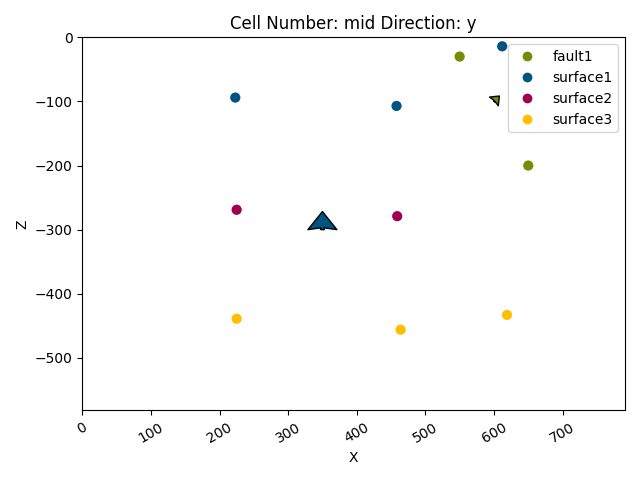 Cell Number: mid Direction: y
fault1
surface1
surface2
surface3
0
−100
−200
−300
−400
−500
Z
0 100 200 300 400 500 600 700
X